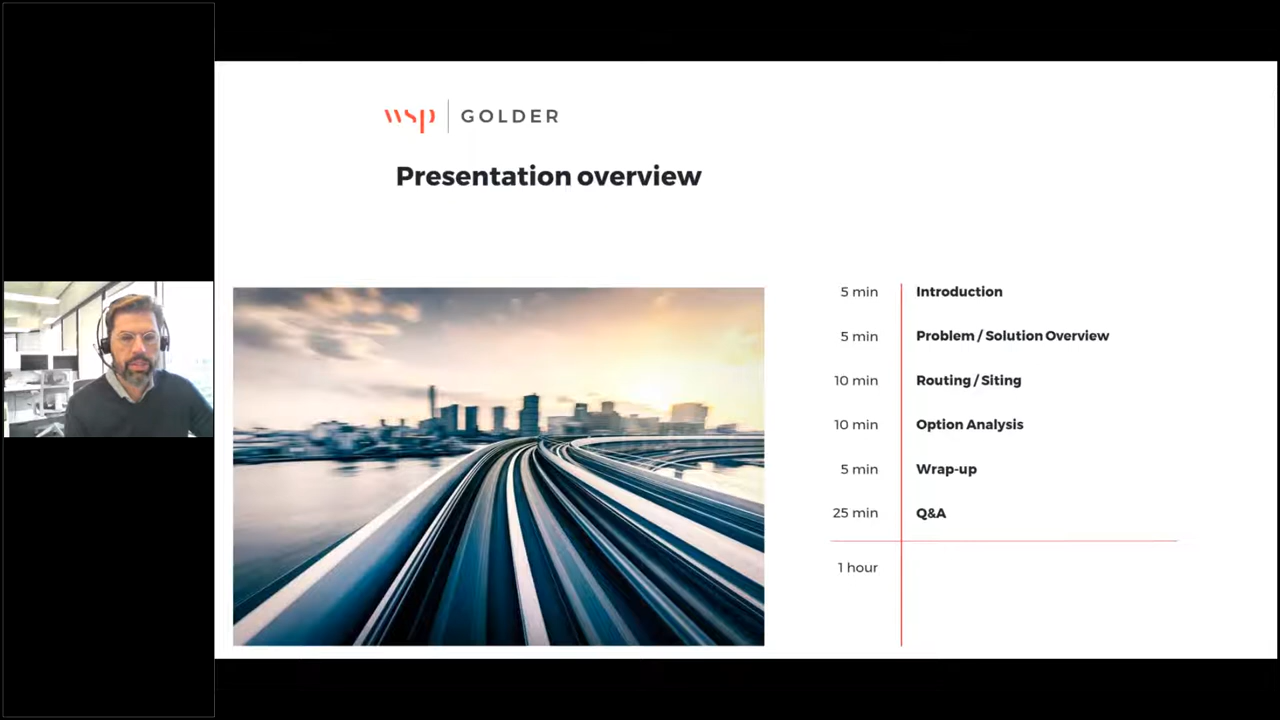 wsp GOLDER
Presentation overview
5 min Introduction
5 min Problem / Solution Overview
10 min Routing / Siting
10 min Option Analysis
5 min Wrap-up
25 min Q&A
1 hour